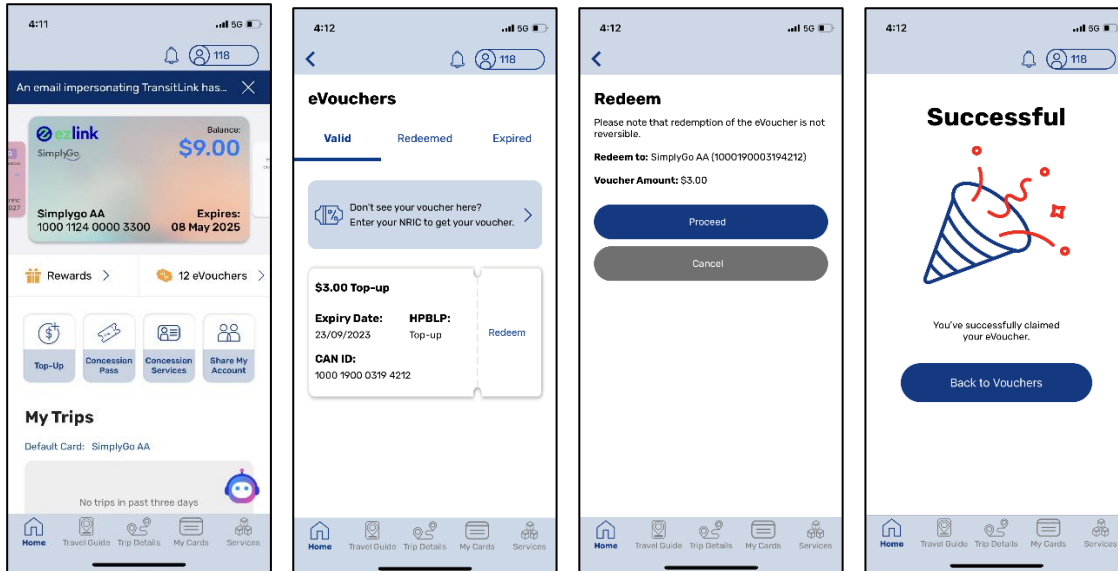 4:11
5G
118
An email impersonating TransitLink has...
ezlink
SimplyGo
Balance:
$9.00
Simplygo AA
1000 1124 0000 3300
Expires:
08 May 2025
Rewards
12 eVouchers
Top-Up
Concession
Pass
Concession
Services
Share My
Account
My Trips
Default Card: SimplyGo AA
No trips in past three days
Home
Travel Guide
Trip Details
My Cards
Services
4:12
5G
118
eVouchers
Valid
Redeemed
Expired
Don't see your voucher here?
Enter your NRIC to get your voucher.
$3.00 Top-up
Expiry Date:
23/09/2023
HPBLP:
Top-up
Redeem
CAN ID:
1000 1900 0319 4212
Home
Travel Guide
Trip Details
My Cards
Services
4:12
5G
118
Redeem
Please note that redemption of the eVoucher is not
reversible.
Redeem to: SimplyGo AA (1000190003194212)
Voucher Amount: $3.00
Proceed
Cancel
Home
Travel Guide
Trip Details
My Cards
Services
4:12
5G
118
Successful
You've successfully claimed
your eVoucher.
Back to Vouchers
Home
Travel Guide
Trip Details
My Cards
Services